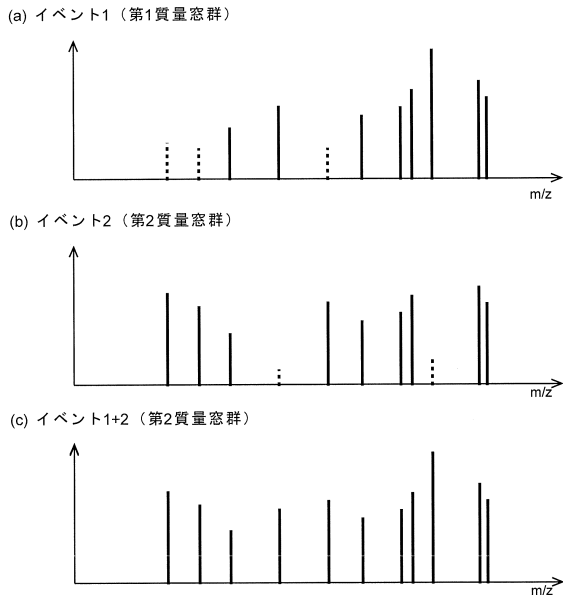 (a) イベント1（第1質量窓群）
m/z
(b) イベント2（第2質量窓群）
m/z
(c) イベント1+2（第2質量窓群）
m/z